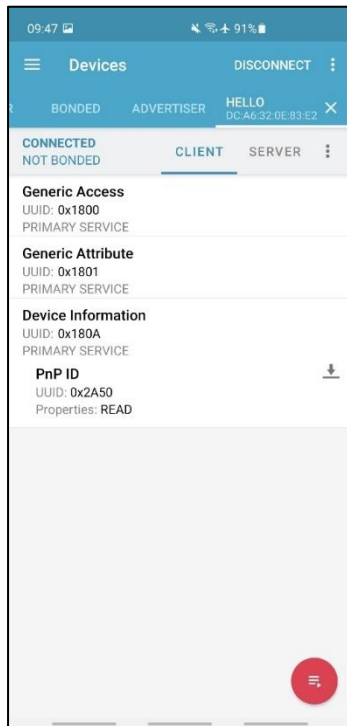 09:47 91%
Devices DISCONNECT
R BONDED ADVERTISER HELLO
DC:A6:32:0E:83:E2
CONNECTED
NOT BONDED CLIENT SERVER
Generic Access
UUID: 0x1800
PRIMARY SERVICE
Generic Attribute
UUID: 0x1801
PRIMARY SERVICE
Device Information
UUID: 0x180A
PRIMARY SERVICE
PnP ID
UUID: 0x2A50
Properties: READ